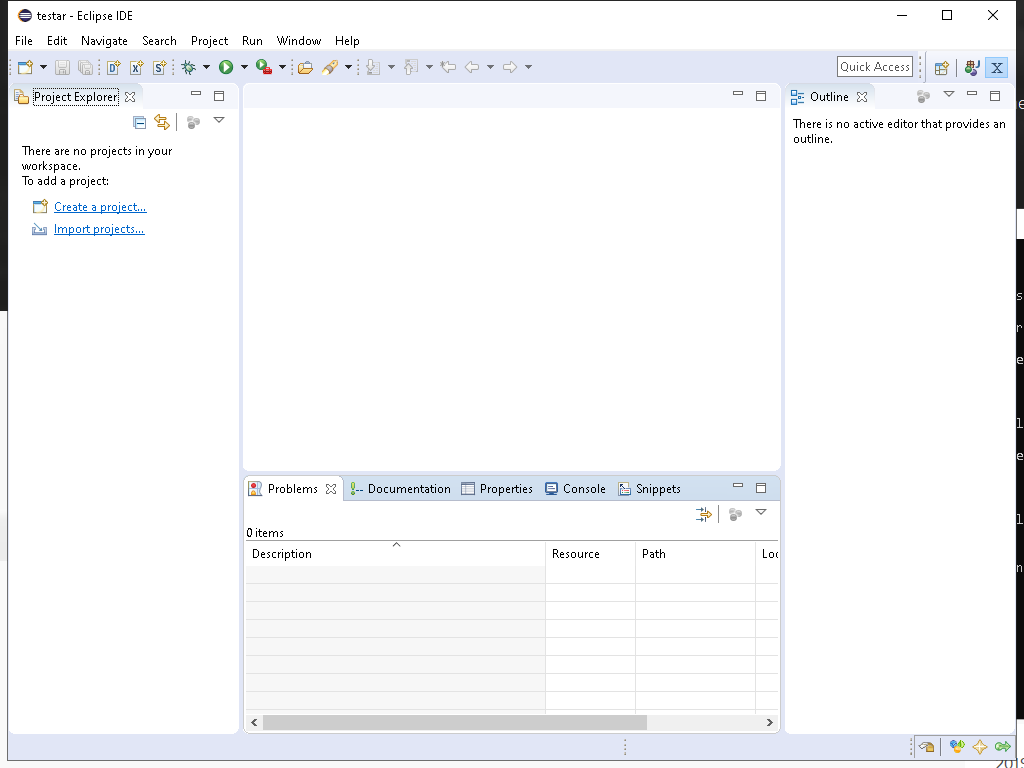 testar - Eclipse IDE
File Edit Navigate Search Project Run Window Help
Quick Access
Project Explorer
There are no projects in your
workspace.
To add a project:
Create a project...
Import projects...
Outline
There is no active editor that provides an
outline.
Problems Documentation Properties Console Snippets
0 items
Description Resource Path Loc